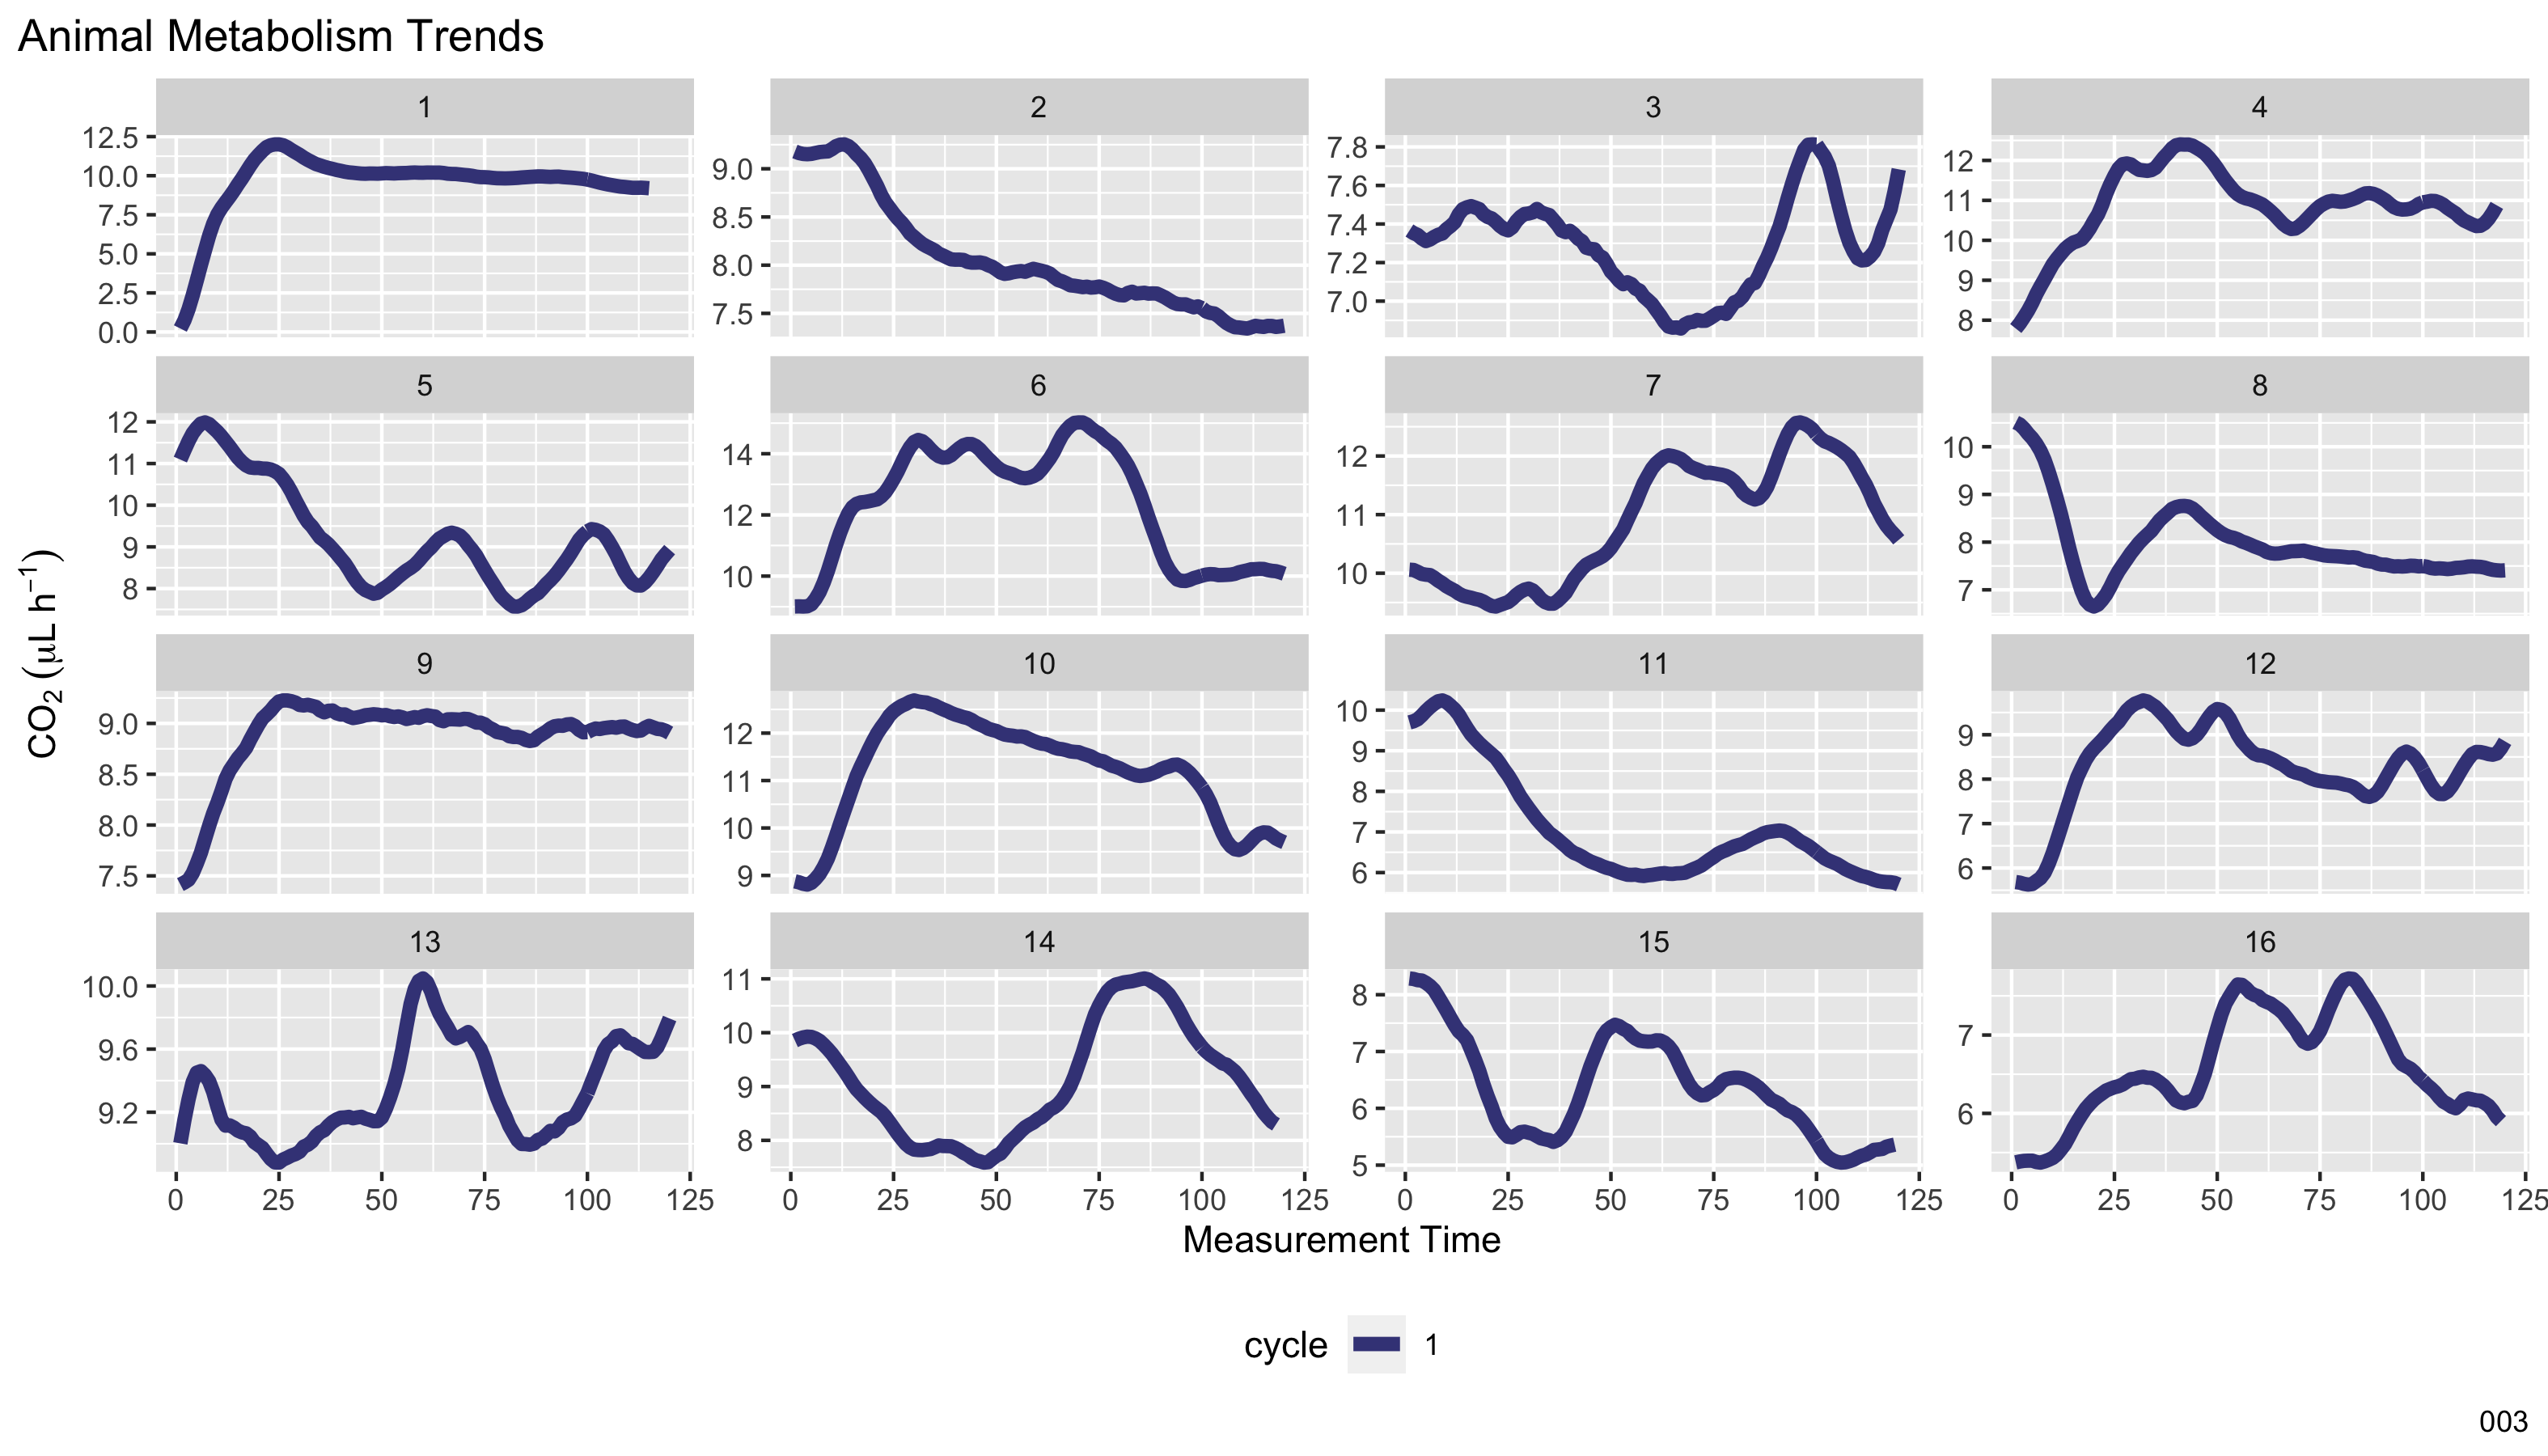 Animal Metabolism Trends
1 2 3 4
12.5 10.0 7.5 5.0 2.5 0.0
9.0 8.5 8.0 7.5
7.8 7.6 7.4 7.2 7.0
12 11 10 9 8
5 6 7 8
12 11 10 9 8
14 12 10
12 11 10
10 9 8 7
CO₂ (μL h⁻¹)
9 10 11 12
9.0 8.5 8.0 7.5
12 11 10 9
10 9 8 7 6
9 8 7 6
13 14 15 16
10.0 9.6 9.2
11 10 9 8
8 7 6 5
7 6
0 25 50 75 100 125 0 25 50 75 100 125 0 25 50 75 100 125 0 25 50 75 100 125
Measurement Time
cycle 1
003